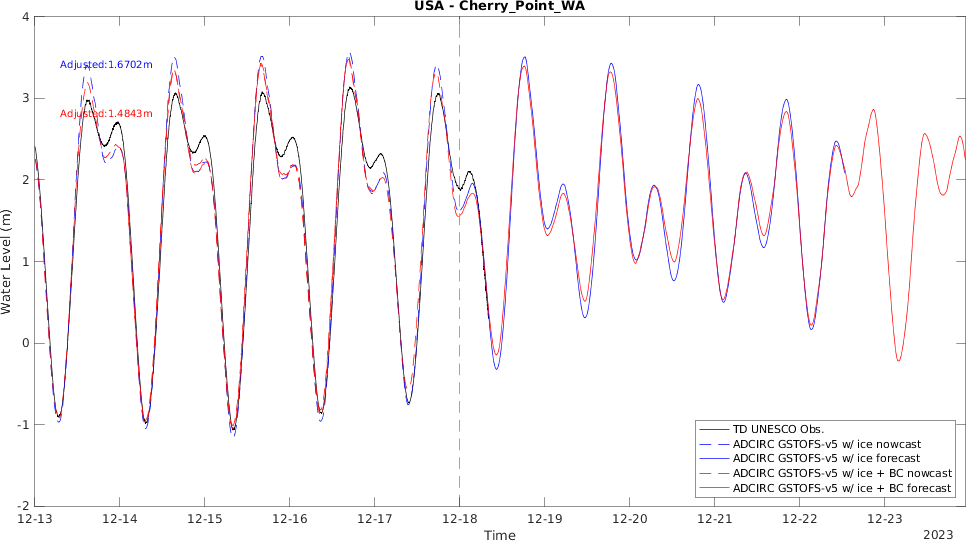 USA - Cherry_Point_WA
4
3
2
1
0
-1
-2
Water Level (m)
Adjusted:1.6702m
Adjusted:1.4843m
TD UNESCO Obs.
ADCIRC GSTOFS-v5 w/ ice nowcast
ADCIRC GSTOFS-v5 w/ ice forecast
ADCIRC GSTOFS-v5 w/ ice + BC nowcast
ADCIRC GSTOFS-v5 w/ ice + BC forecast
12-13 12-14 12-15 12-16 12-17 12-18 12-19 12-20 12-21 12-22 12-23
Time
2023